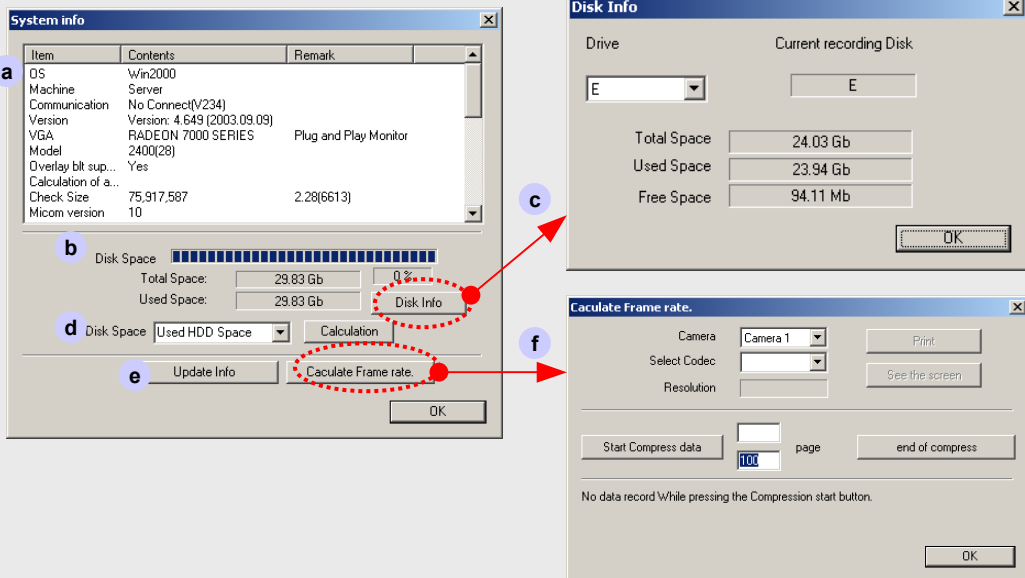 System info
a
Item Contents Remark
OS Win2000
Machine Server
Communication No Connect(V234)
Version Version: 4.649 (2003.09.09)
VGA RADEON 7000 SERIES Plug and Play Monitor
Model 2400(28)
Overlay blt sup... Yes
Calculation of a...
Check Size 75,917,587 2.28(6613)
Micom version 10
b
Disk Space
Total Space: 29.83 Gb 0 %
Used Space: 29.83 Gb Disk Info
d Disk Space Used HDD Space Calculation
e Update Info Caculate Frame rate.
OK
c
Disk Info
Drive Current recording Disk
E E
Total Space 24.03 Gb
Used Space 23.94 Gb
Free Space 94.11 Mb
OK
f
Caculate Frame rate.
Camera Camera 1 Print
Select Codec See the screen
Resolution
Start Compress data page end of compress
100
No data record While pressing the Compression start button.
OK